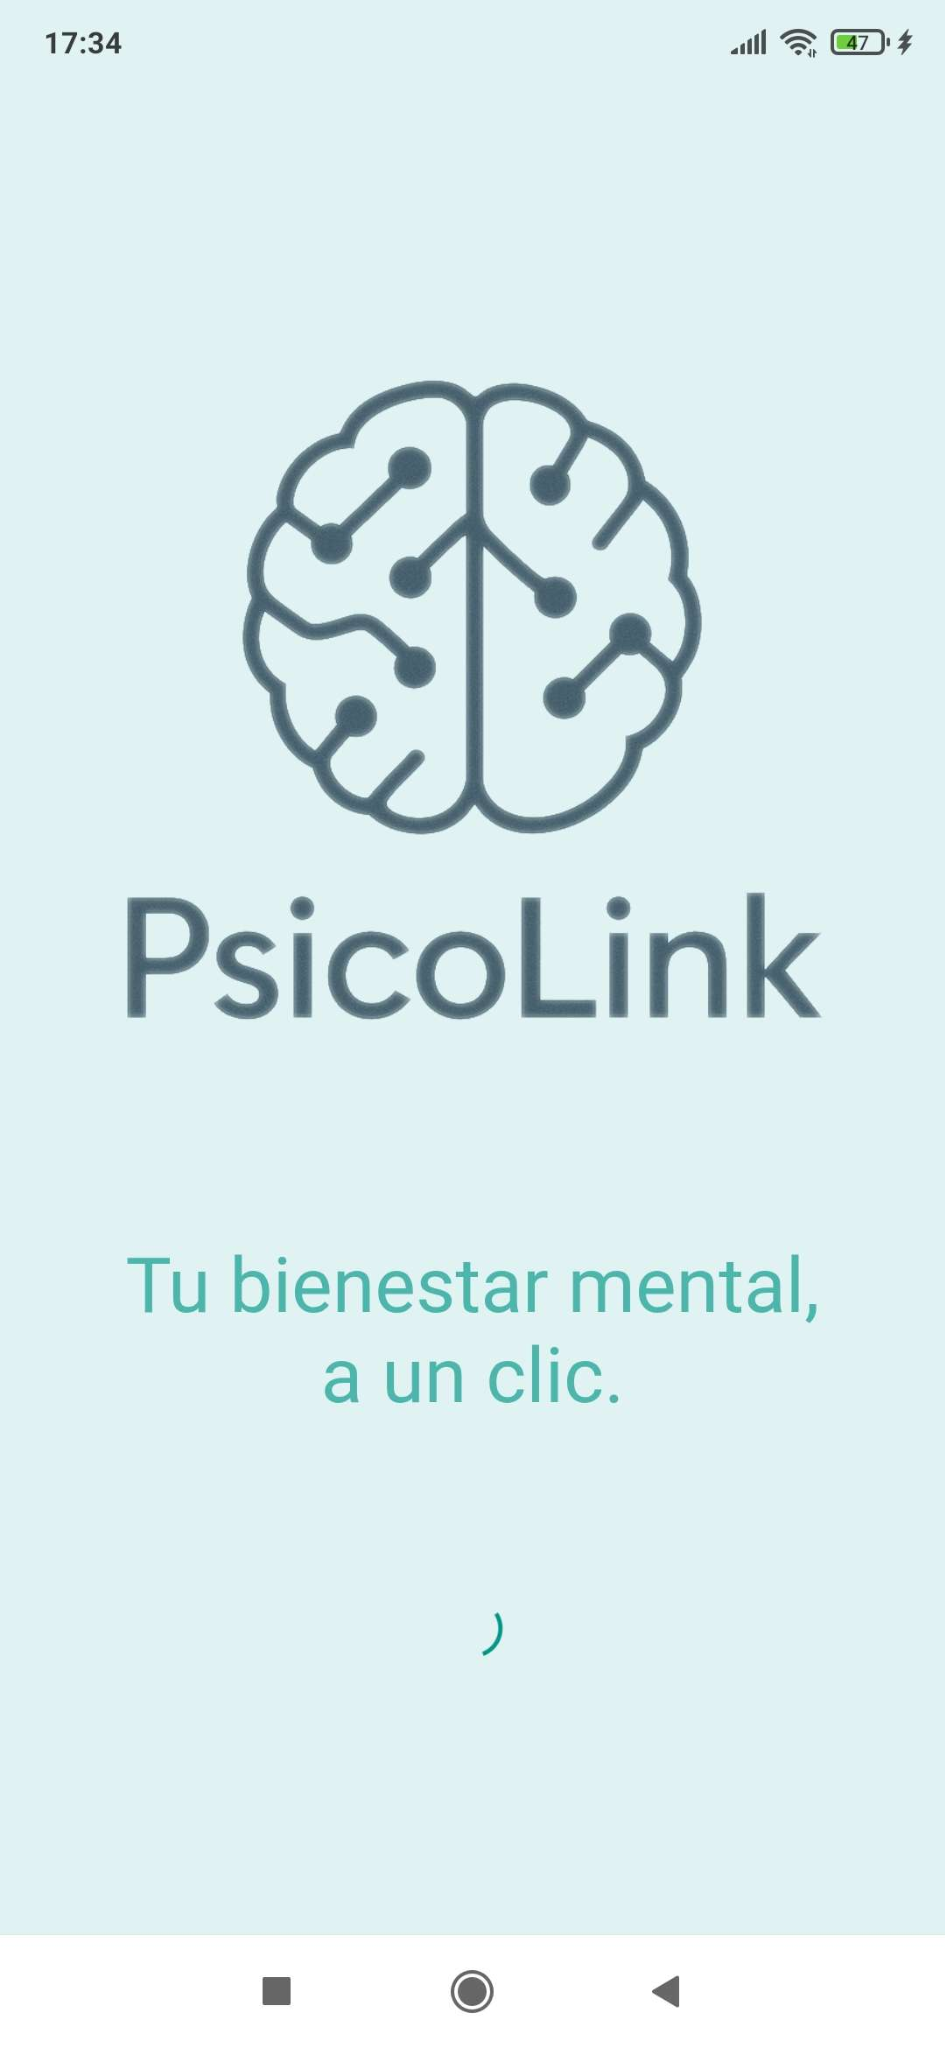 17:34
47
PsicoLink
Tu bienestar mental,
a un clic.